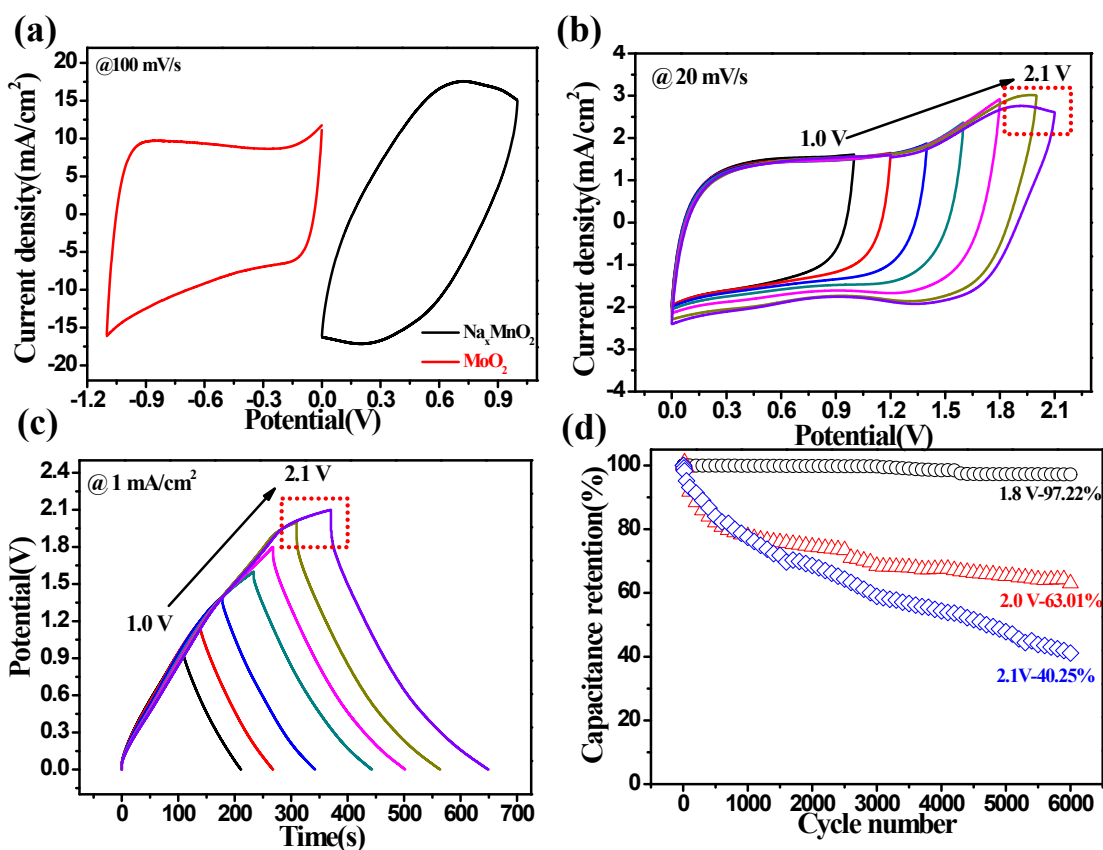 (a)
@100 mV/s
Current density(mA/cm²)
20
15
10
5
0
-5
-10
-15
-20
-1.2 -0.9 -0.6 -0.3 0.0 0.3 0.6 0.9
Potential(V)
NaₓMnO₂
MoO₂
(b)
@ 20 mV/s
2.1 V
1.0 V
Current density(mA/cm²)
4
3
2
1
0
-1
-2
-3
-4
0.0 0.3 0.6 0.9 1.2 1.5 1.8 2.1
Potential(V)
(c)
@ 1 mA/cm²
2.1 V
1.0 V
Potential(V)
2.4
2.1
1.8
1.5
1.2
0.9
0.6
0.3
0.0
0 100 200 300 400 500 600 700
Time(s)
(d)
Capacitance retention(%)
100
80
60
40
20
0
1.8 V-97.22%
2.0 V-63.01%
2.1V-40.25%
0 1000 2000 3000 4000 5000 6000
Cycle number